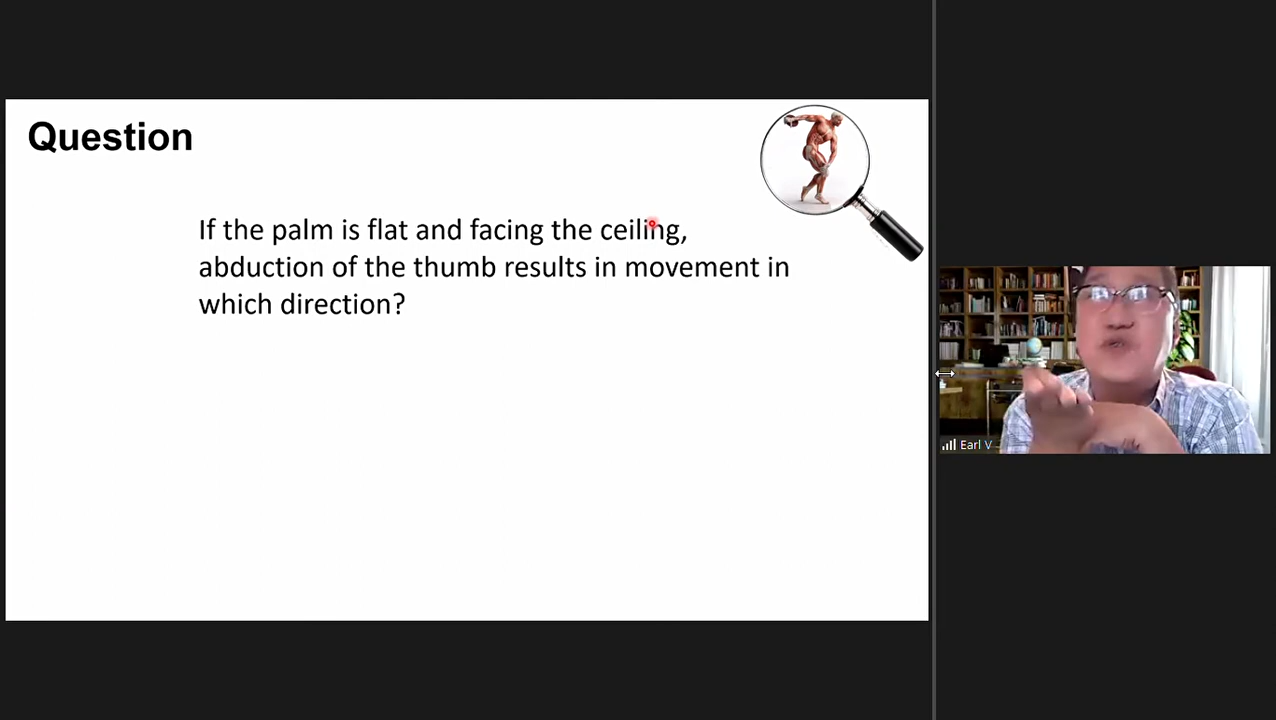 Question
If the palm is flat and facing the ceiling,
abduction of the thumb results in movement in
which direction?
Earl V